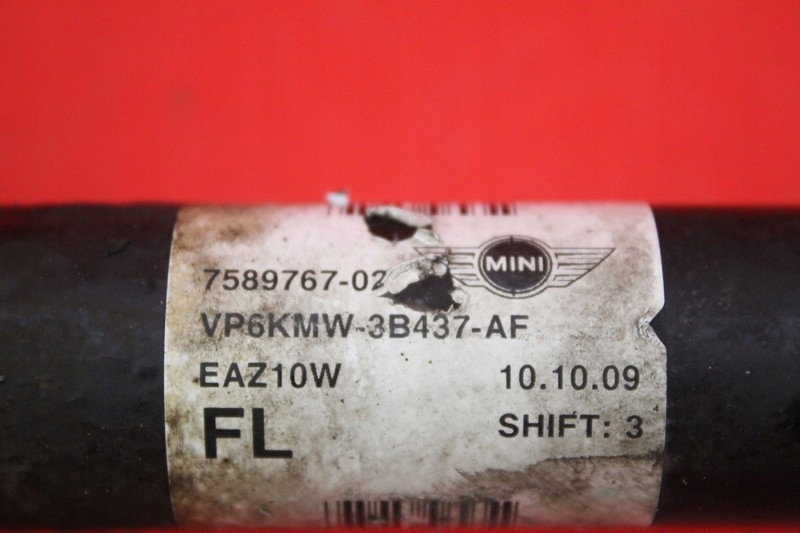 MINI
7589767-02
VP6KMW-3B437-AF
EAZ10W 10.10.09
FL SHIFT: 3